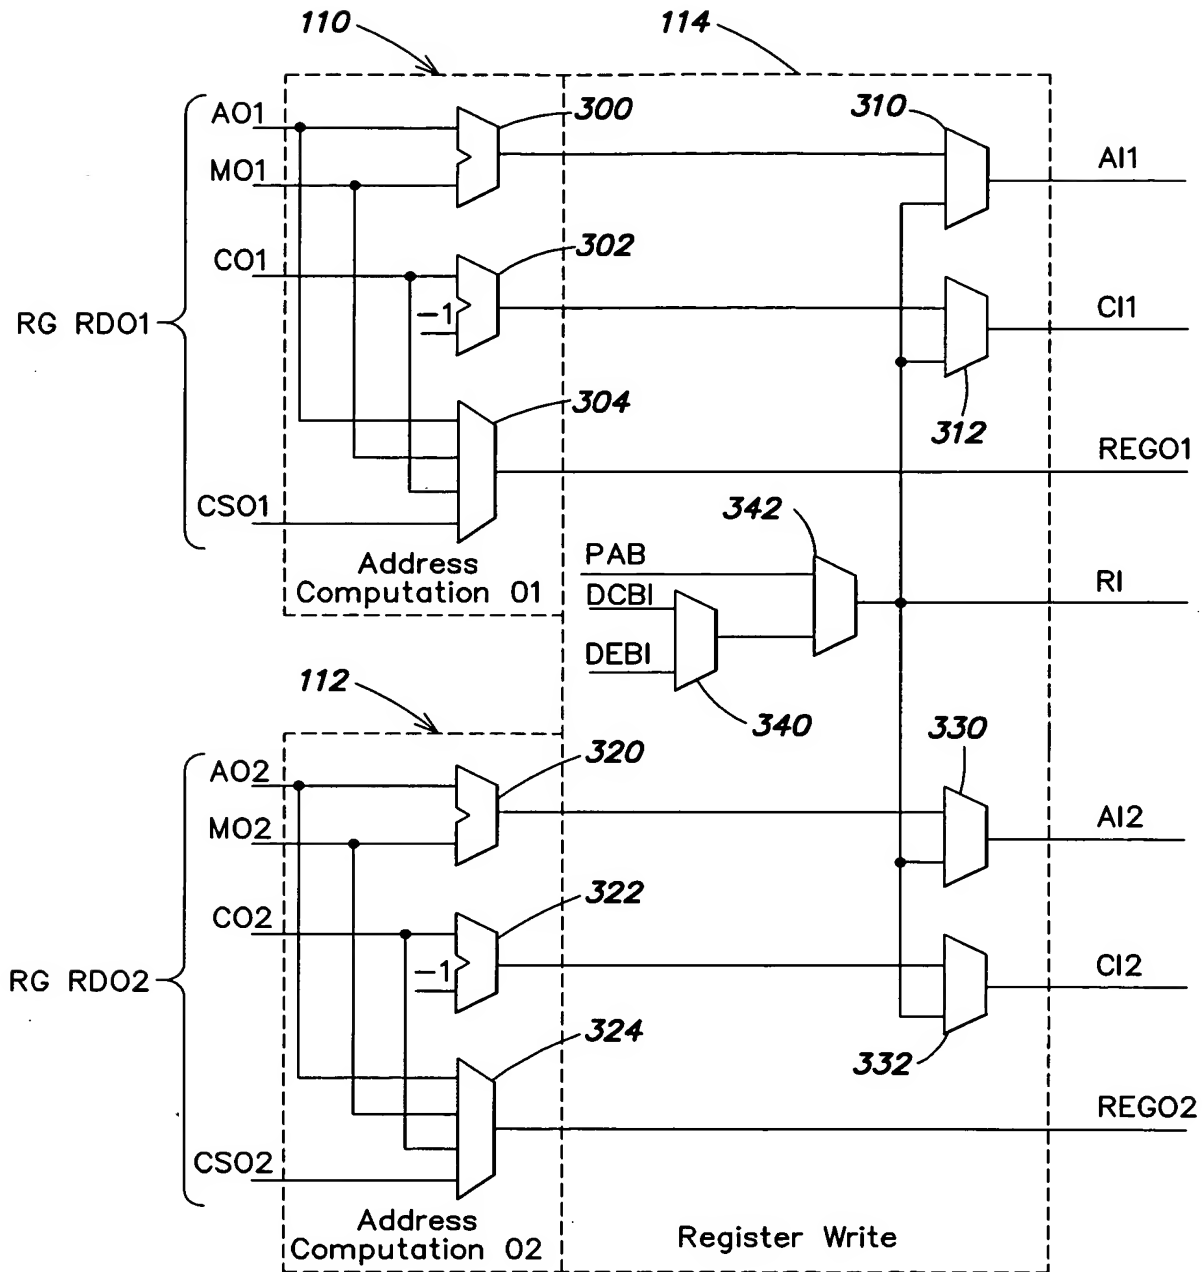 110
114
AO1
300
310
MO1
AI1
CO1
302
-1
CI1
RG RDO1
304
312
REGO1
CSO1
342
PAB
Address
Computation O1
DCBI
RI
DEBI
112
340
330
320
AO2
MO2
AI2
322
CO2
-1
CI2
RG RDO2
324
332
REGO2
CSO2
Address
Computation O2
Register Write